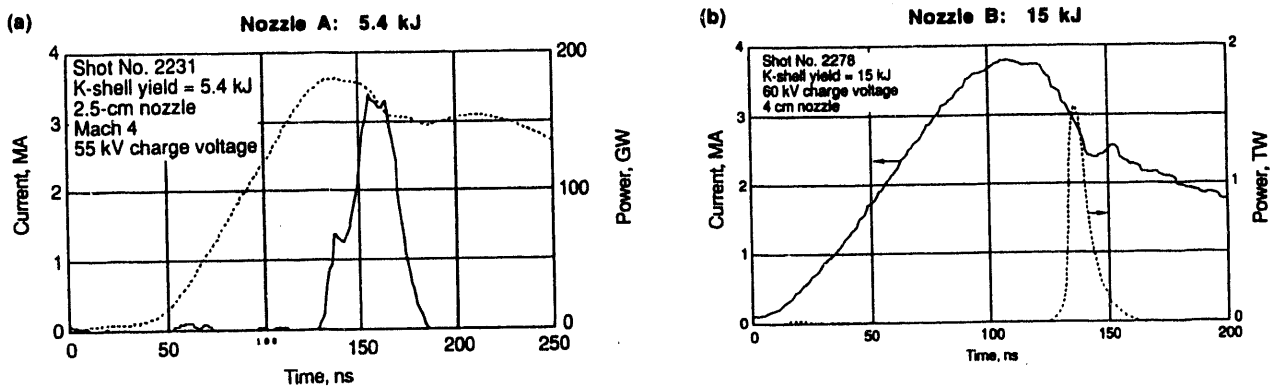 (a)
Nozzle A: 5.4 kJ
Shot No. 2231
K-shell yield = 5.4 kJ
2.5-cm nozzle
Mach 4
55 kV charge voltage
4
3
2
1
0
Current, MA
200
100
0
Power, GW
0
50
100
150
200
250
Time, ns
(b)
Nozzle B: 15 kJ
Shot No. 2278
K-shell yield = 15 kJ
60 kV charge voltage
4 cm nozzle
4
3
2
1
0
Current, MA
2
1
0
Power, TW
0
50
100
150
200
Time, ns